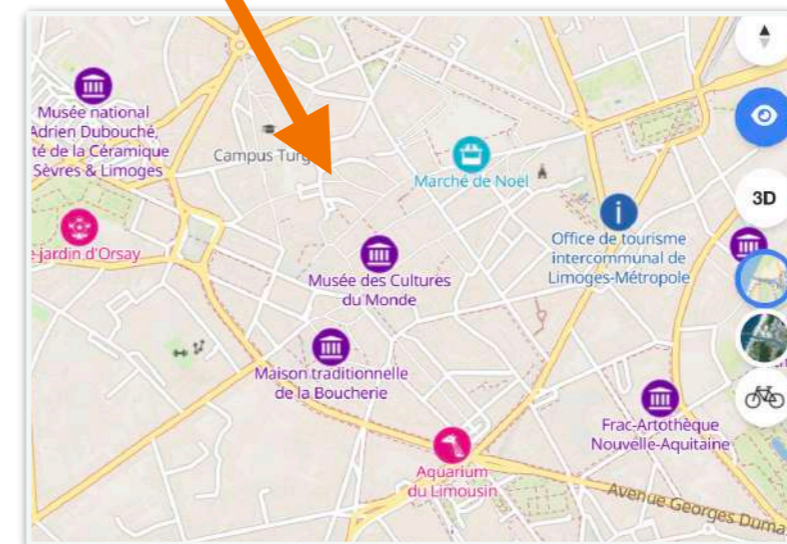 Musée national
Adrien Dubouché,
té de la Céramique
Sèvres & Limoges
Campus Turg
Marché de Noël
3D
e jardin d'Orsay
Office de tourisme
intercommunal de
Limoges-Métropole
Musée des Cultures
du Monde
Maison traditionnelle
de la Boucherie
Frac-Artothèque
Nouvelle-Aquitaine
Aquarium
du Limousin
Avenue Georges Duma